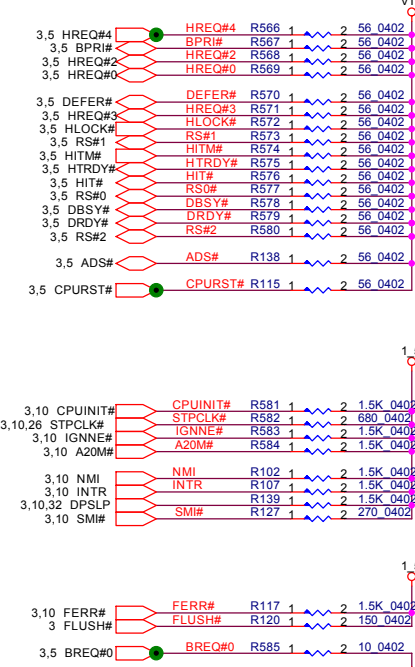 3,5 HREQ#4 HREQ#4 R566 1 2 56_0402
3,5 BPRI# BPRI# R567 1 2 56_0402
3,5 HREQ#2 HREQ#2 R568 1 2 56_0402
3,5 HREQ#0 HREQ#0 R569 1 2 56_0402
3,5 DEFER# DEFER# R570 1 2 56_0402
3,5 HREQ#3 HREQ#3 R571 1 2 56_0402
3,5 HLOCK# HLOCK# R572 1 2 56_0402
3,5 RS#1 RS#1 R573 1 2 56_0402
3,5 HITM# HITM# R574 1 2 56_0402
3,5 HTRDY# HTRDY# R575 1 2 56_0402
3,5 HIT# HIT# R576 1 2 56_0402
3,5 RS#0 RS0# R577 1 2 56_0402
3,5 DBSY# DBSY# R578 1 2 56_0402
3,5 DRDY# DRDY# R579 1 2 56_0402
3,5 RS#2 RS#2 R580 1 2 56_0402
3,5 ADS# ADS# R138 1 2 56_0402
3,5 CPURST# CPURST# R115 1 2 56_0402
3,10 CPUINIT# CPUINIT# R581 1 2 1.5K_0402
3,10,26 STPCLK# STPCLK# R582 1 2 680_0402
3,10 IGNNE# IGNNE# R583 1 2 1.5K_0402
3,10 A20M# A20M# R584 1 2 1.5K_0402
3,10 NMI NMI R102 1 2 1.5K_0402
3,10 INTR INTR R107 1 2 1.5K_0402
3,10,32 DPSLP R139 1 2 1.5K_0402
3,10 SMI# SMI# R127 1 2 270_0402
3,10 FERR# FERR# R117 1 2 1.5K_0402
3 FLUSH# FLUSH# R120 1 2 150_0402
3,5 BREQ#0 BREQ#0 R585 1 2 10_0402